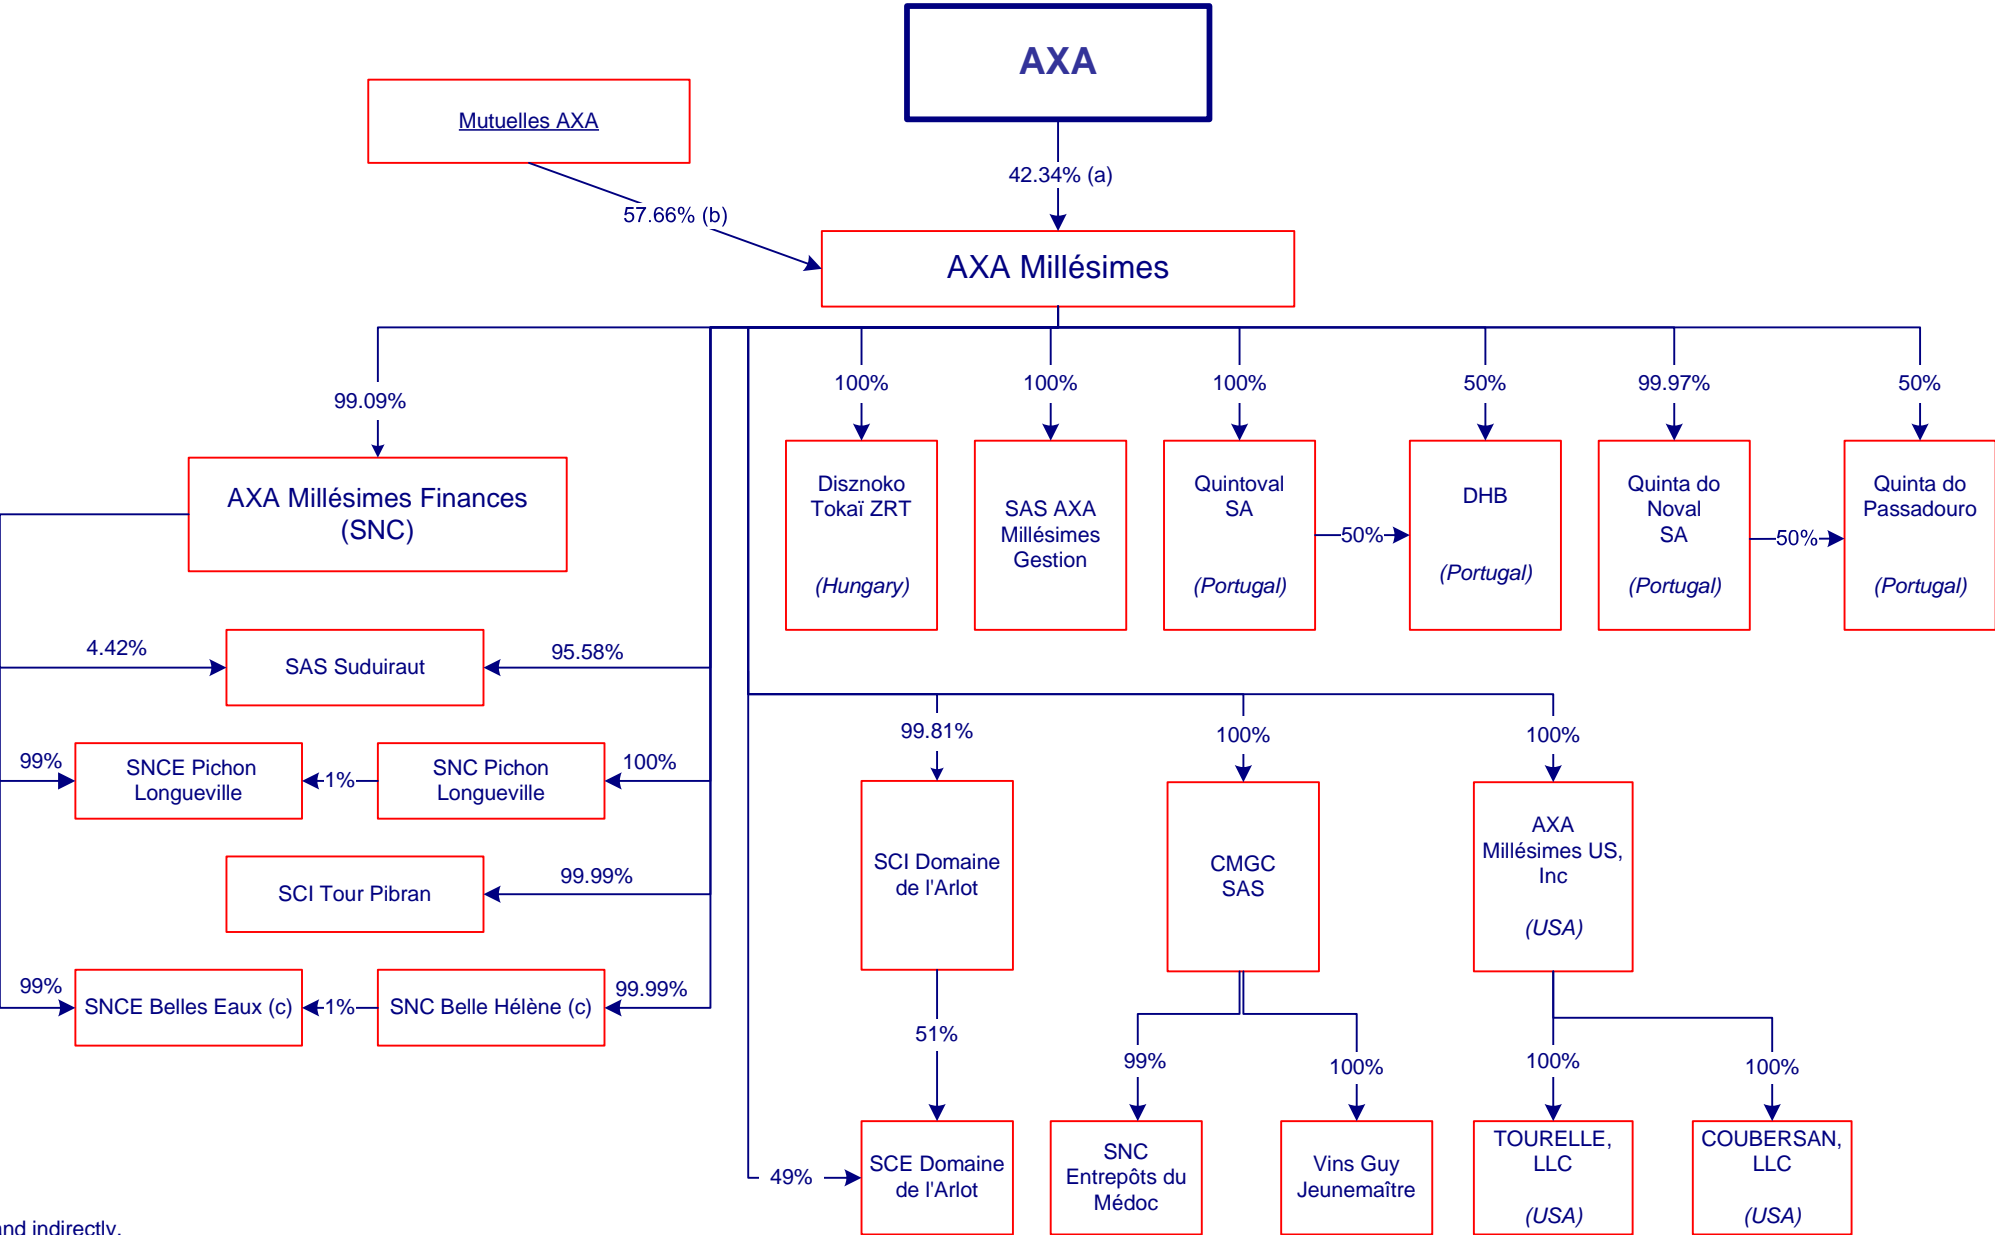 AXA
Mutuelles AXA
42.34% (a)
57.66% (b)
AXA Millésimes
99.09%
100%
100%
100%
50%
99.97%
50%
AXA Millésimes Finances
(SNC)
Disznoko
Tokaï ZRT
(Hungary)
SAS AXA
Millésimes
Gestion
Quintoval
SA
(Portugal)
50%
DHB
(Portugal)
Quinta do
Noval
SA
(Portugal)
50%
Quinta do
Passadouro
(Portugal)
4.42%
SAS Suduiraut
95.58%
99%
SNCE Pichon
Longueville
1%
SNC Pichon
Longueville
100%
SCI Tour Pibran
99.99%
99%
SNCE Belles Eaux (c)
1%
SNC Belle Hélène (c)
99.99%
99.81%
100%
100%
SCI Domaine
de l'Arlot
CMGC
SAS
AXA
Millésimes US,
Inc
(USA)
51%
99%
100%
100%
100%
49%
SCE Domaine
de l'Arlot
SNC
Entrepôts du
Médoc
Vins Guy
Jeunemaître
TOURELLE,
LLC
(USA)
COUBERSAN,
LLC
(USA)
and indirectly.